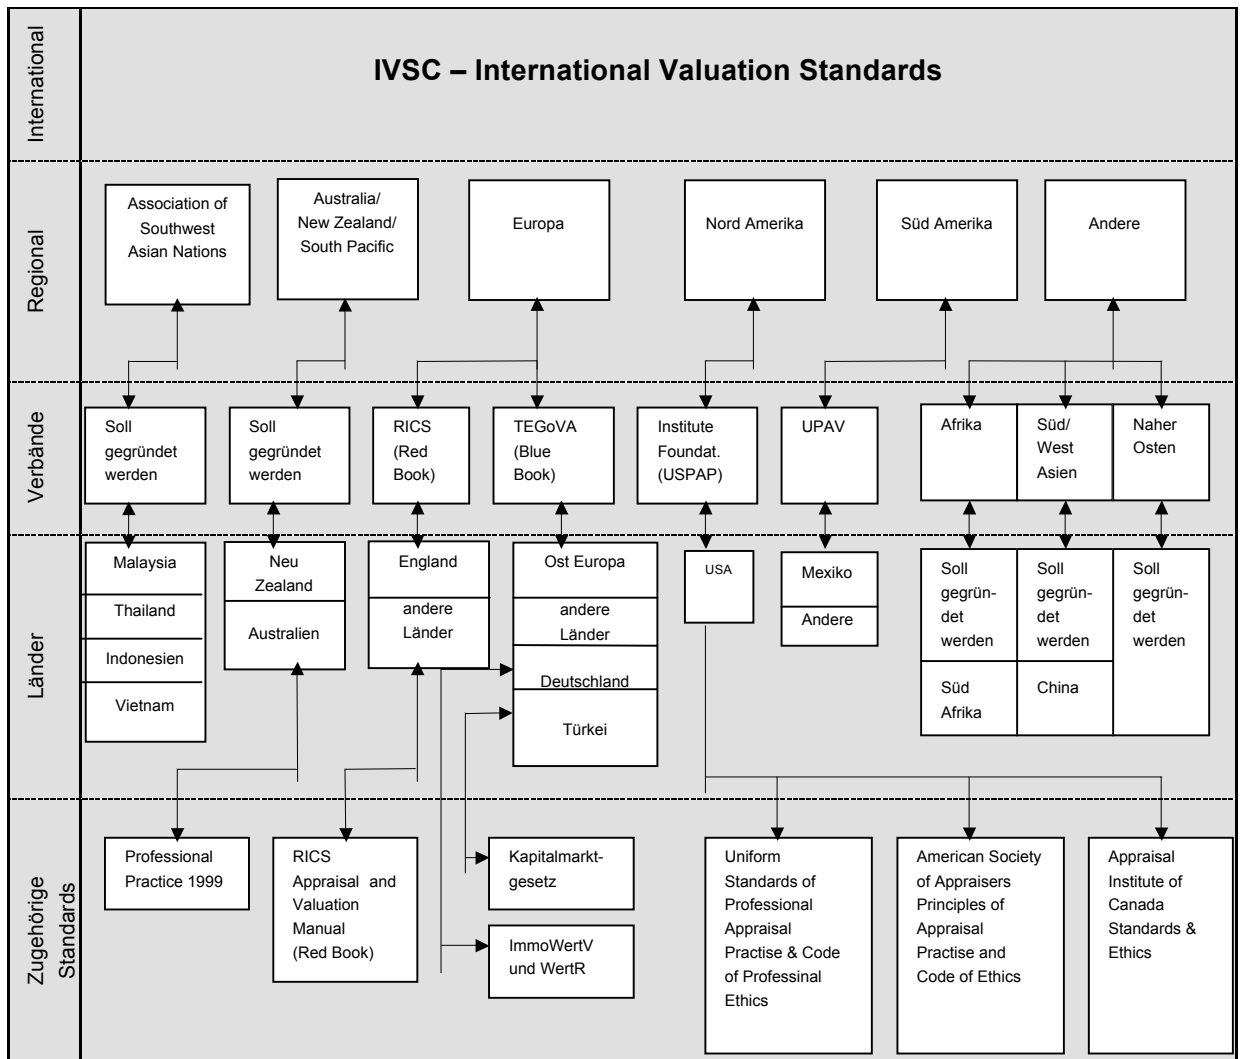 International
IVSC – International Valuation Standards
Regional
Association of
Southwest
Asian Nations
Australia/
New Zealand/
South Pacific
Europa
Nord Amerika
Süd Amerika
Andere
Verbände
Soll
gegründet
werden
Soll
gegründet
werden
RICS
(Red
Book)
TEGoVA
(Blue
Book)
Institute
Foundat.
(USPAP)
UPAV
Afrika
Süd/
West
Asien
Naher
Osten
Länder
Malaysia
Thailand
Indonesien
Vietnam
Neu
Zealand
Australien
England
andere
Länder
Ost Europa
andere
Länder
Deutschland
Türkei
USA
Mexiko
Andere
Soll
gegrün-
det
werden
Süd
Afrika
Soll
gegrün-
det
werden
China
Soll
gegrün-
det
werden
Zugehörige
Standards
Professional
Practice 1999
RICS
Appraisal and
Valuation
Manual
(Red Book)
Kapitalmarkt-
gesetz
ImmoWertV
und WertR
Uniform
Standards of
Professional
Appraisal
Practise & Code
of Professinal
Ethics
American Society
of Appraisers
Principles of
Appraisal
Practise and
Code of Ethics
Appraisal
Institute of
Canada
Standards &
Ethics